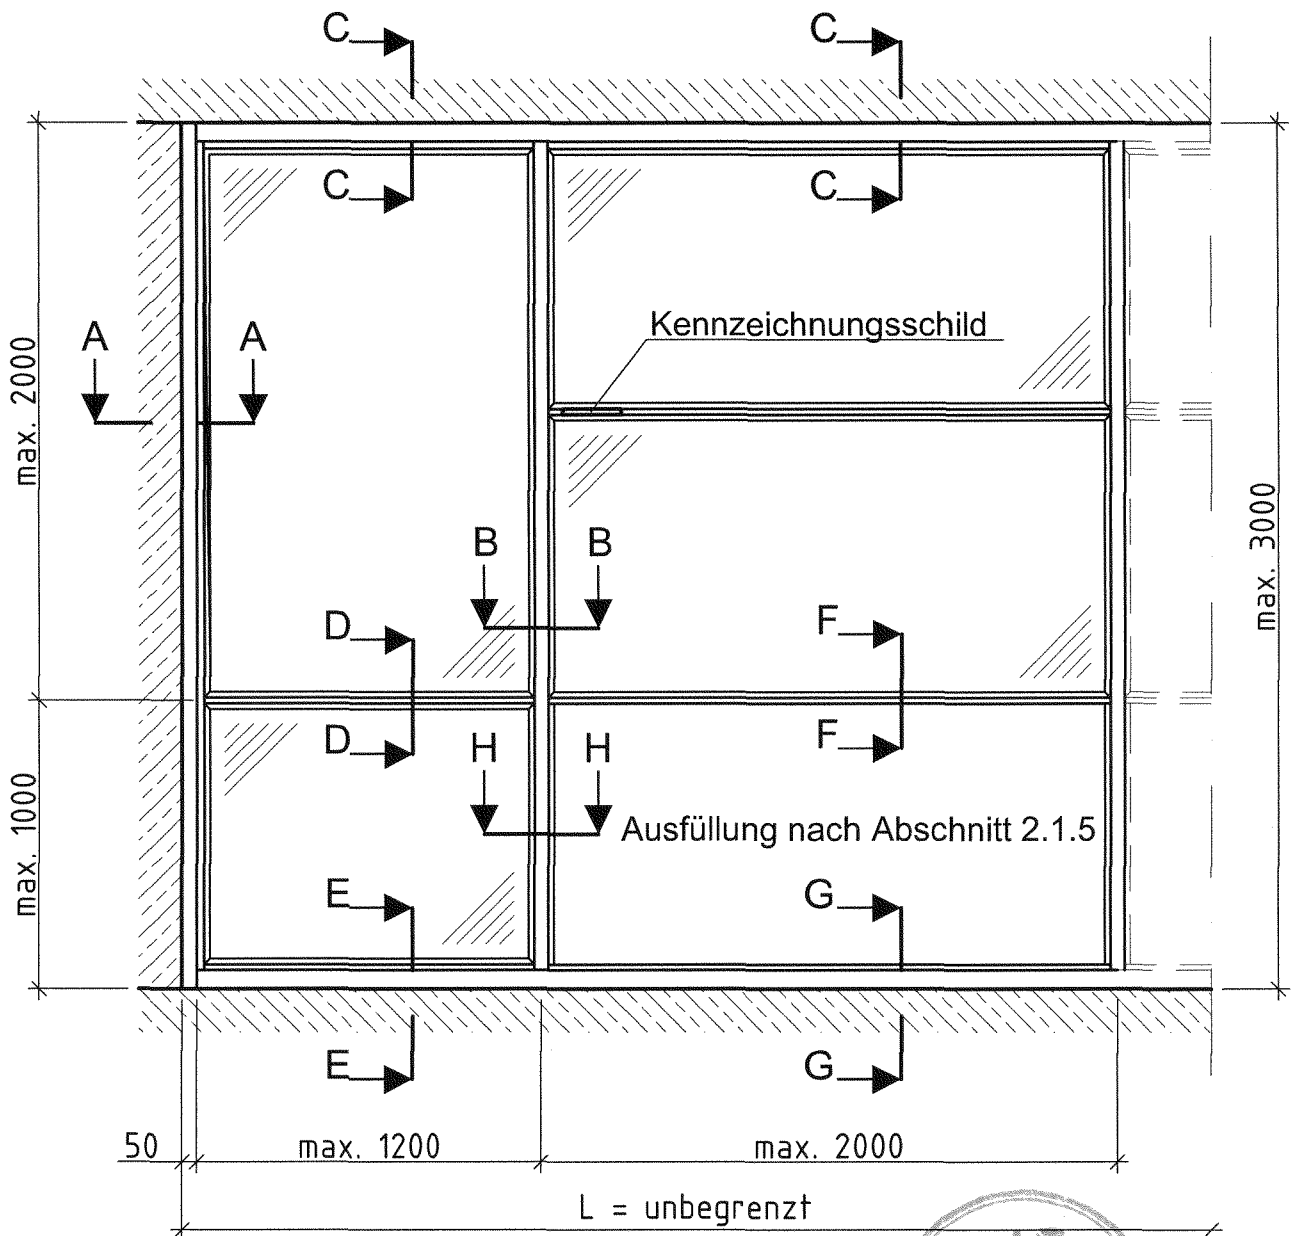 C C
C C
Kennzeichnungsschild
A A
max. 2000
max. 3000
B B
D F
D F
H H
max. 1000
Ausfüllung nach Abschnitt 2.1.5
E G
E G
50 max. 1200 max. 2000
L = unbegrenzt